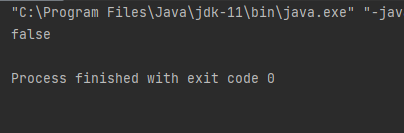 "C:\Program Files\Java\jdk-11\bin\java.exe" "-jav
false
Process finished with exit code 0